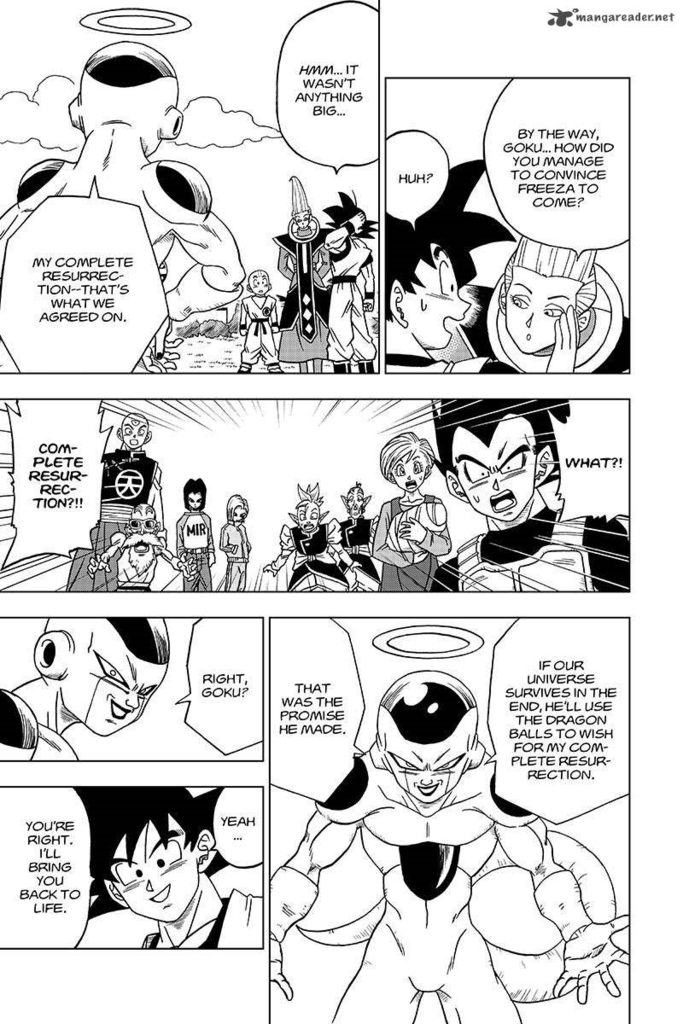 mangareader.net
BY THE WAY,
GOKU... HOW DID
YOU MANAGE
TO CONVINCE
FREEZA TO
COME?
HUH?
HMM... IT
WASN'T
ANYTHING
BIG...
MY COMPLETE
RESURREC-
TION--THAT'S
WHAT WE
AGREED ON.
WHAT?!
天
MIR
COM-
PLETE
RESUR-
REC-
TION?!!
IF OUR
UNIVERSE
SURVIVES IN THE
END, HE'LL USE
THE DRAGON
BALLS TO WISH
FOR MY COM-
PLETE RESUR-
RECTION.
THAT
WAS THE
PROMISE
HE MADE.
RIGHT,
GOKU?
YEAH
...
YOU'RE
RIGHT.
I'LL
BRING
YOU
BACK TO
LIFE.